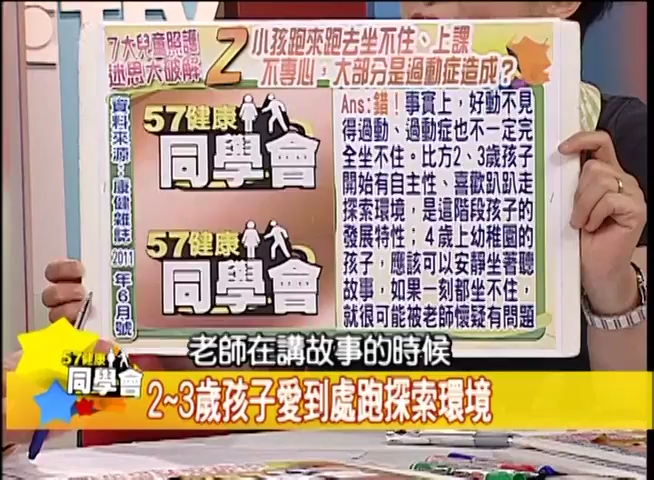 7大兒童照護
迷思大破解
2
小孩跑來跑去坐不住、上課
不專心，大部分是過動症造成？
資料來源：康健雜誌 2011 年6月號
57健康
同學會
57健康
同學會
Ans:錯！事實上，好動不見
得過動、過動症也不一定完
全坐不住。比方2、3歲孩子
開始有自主性、喜歡趴趴走
探索環境，是這階段孩子的
發展特性；4歲上幼稚園的
孩子，應該可以安靜坐著聽
故事，如果一刻都坐不住，
就很可能被老師懷疑有問題
老師在講故事的時候
57健康
同學會
2~3歲孩子愛到處跑探索環境